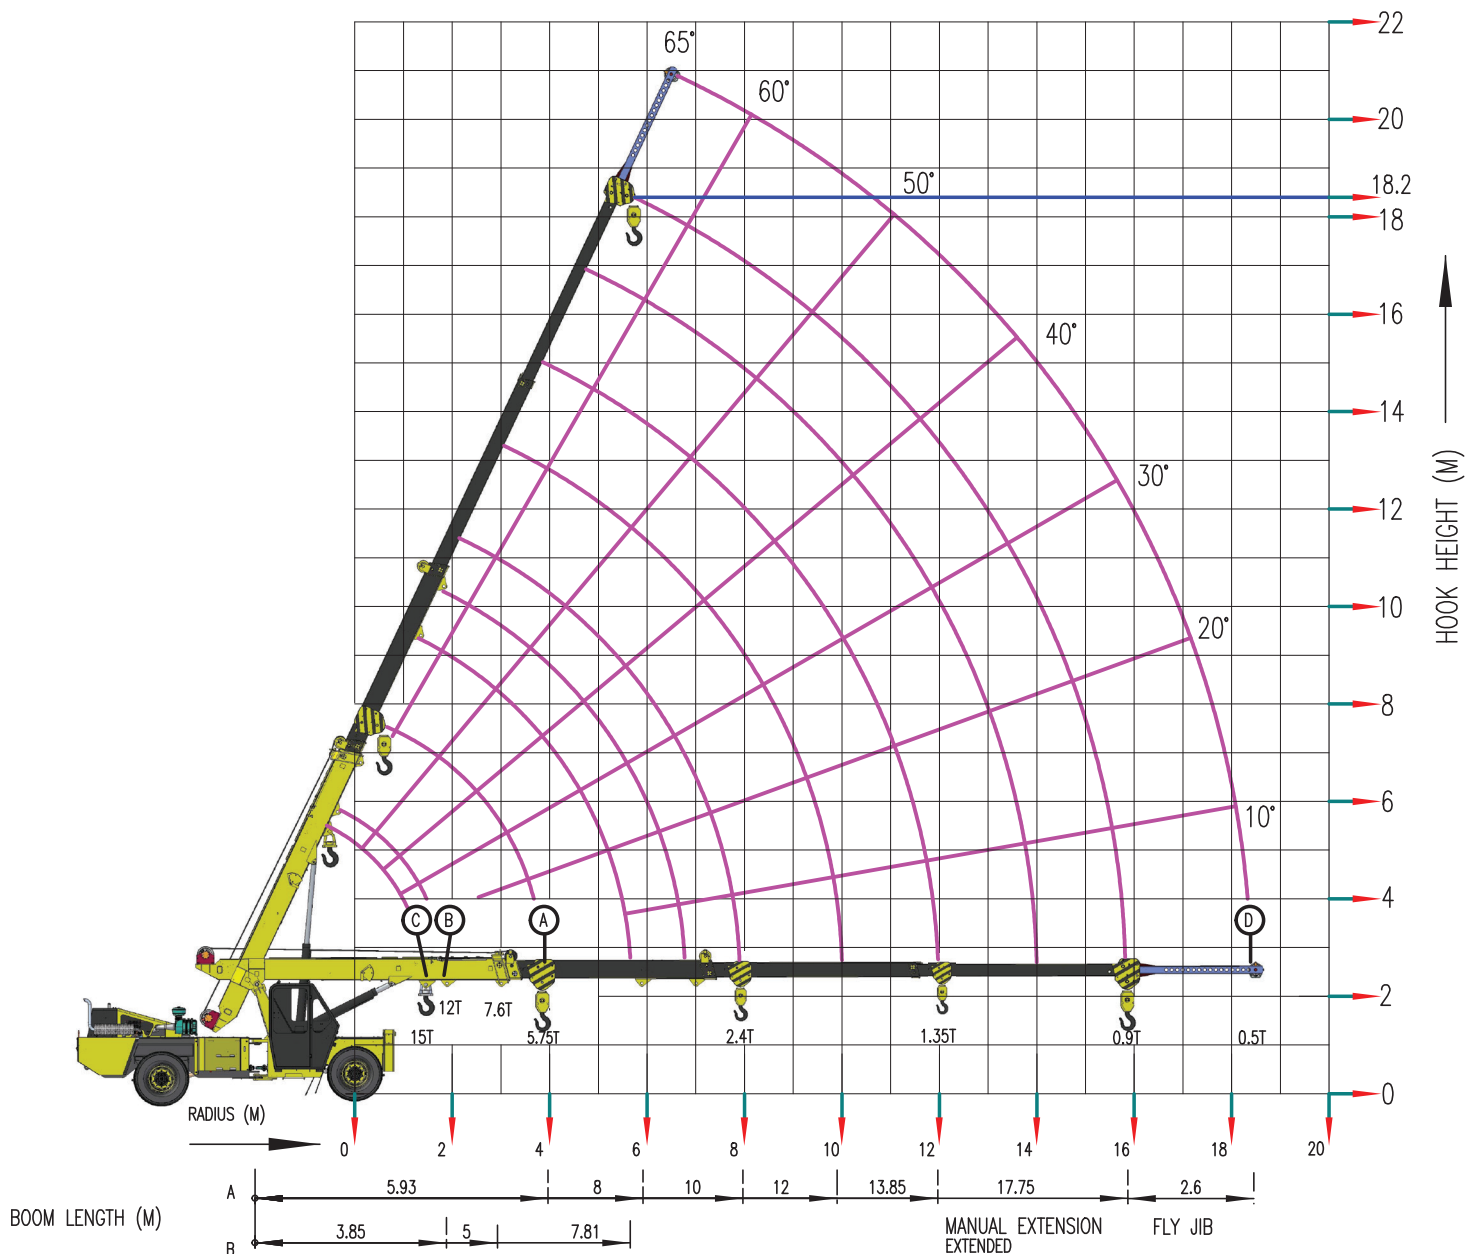 22
65°
60°
20
50°
18.2
18
16
40°
14
30°
12
HOOK HEIGHT (M)
10
20°
8
6
10°
4
C B A D
2
12T 7.6T
15T 5.75T 2.4T 1.35T 0.9T 0.5T
0
RADIUS (M)
0 2 4 6 8 10 12 14 16 18 20
A 5.93 8 10 12 13.85 17.75 2.6
BOOM LENGTH (M)
B 3.85 5 7.81
MANUAL EXTENSION FLY JIB
EXTENDED